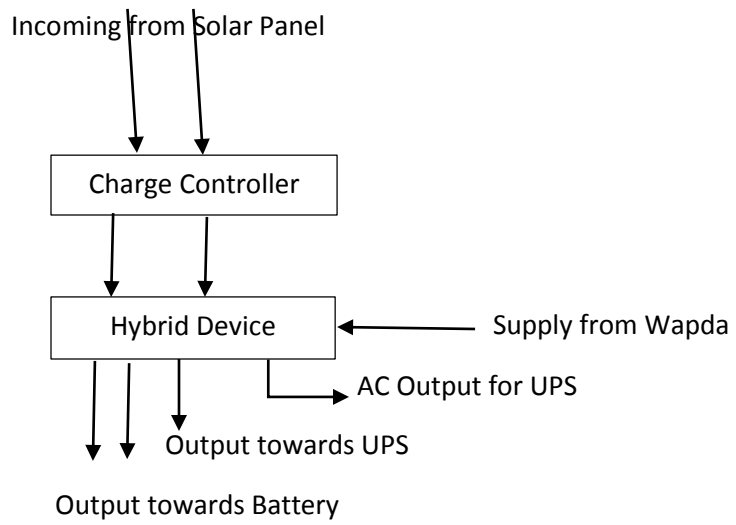 Incoming from Solar Panel
Charge Controller
Hybrid Device
Supply from Wapda
AC Output for UPS
Output towards UPS
Output towards Battery